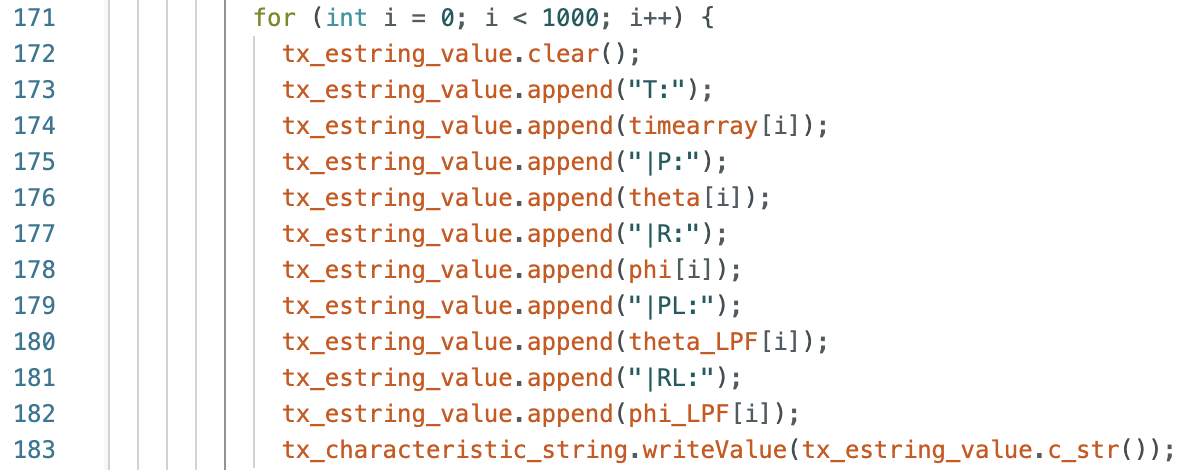 171 for (int i = 0; i < 1000; i++) {
172 tx_estring_value.clear();
173 tx_estring_value.append("T:");
174 tx_estring_value.append(timearray[i]);
175 tx_estring_value.append("|P:");
176 tx_estring_value.append(theta[i]);
177 tx_estring_value.append("|R:");
178 tx_estring_value.append(phi[i]);
179 tx_estring_value.append("|PL:");
180 tx_estring_value.append(theta_LPF[i]);
181 tx_estring_value.append("|RL:");
182 tx_estring_value.append(phi_LPF[i]);
183 tx_characteristic_string.writeValue(tx_estring_value.c_str());